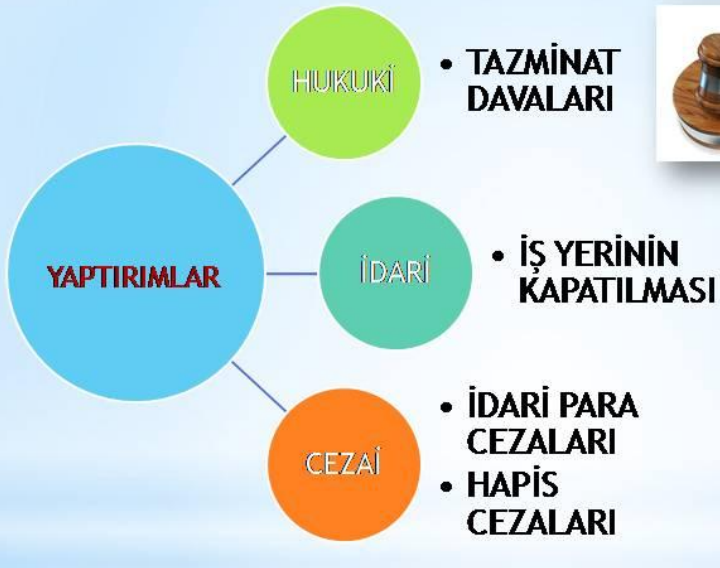 HUKUKİ
• TAZMİNAT
DAVALARI
YAPTIRIMLAR
İDARİ
• İŞ YERİNİN
KAPATILMASI
CEZAİ
• İDARİ PARA
CEZALARI
• HAPİS
CEZALARI